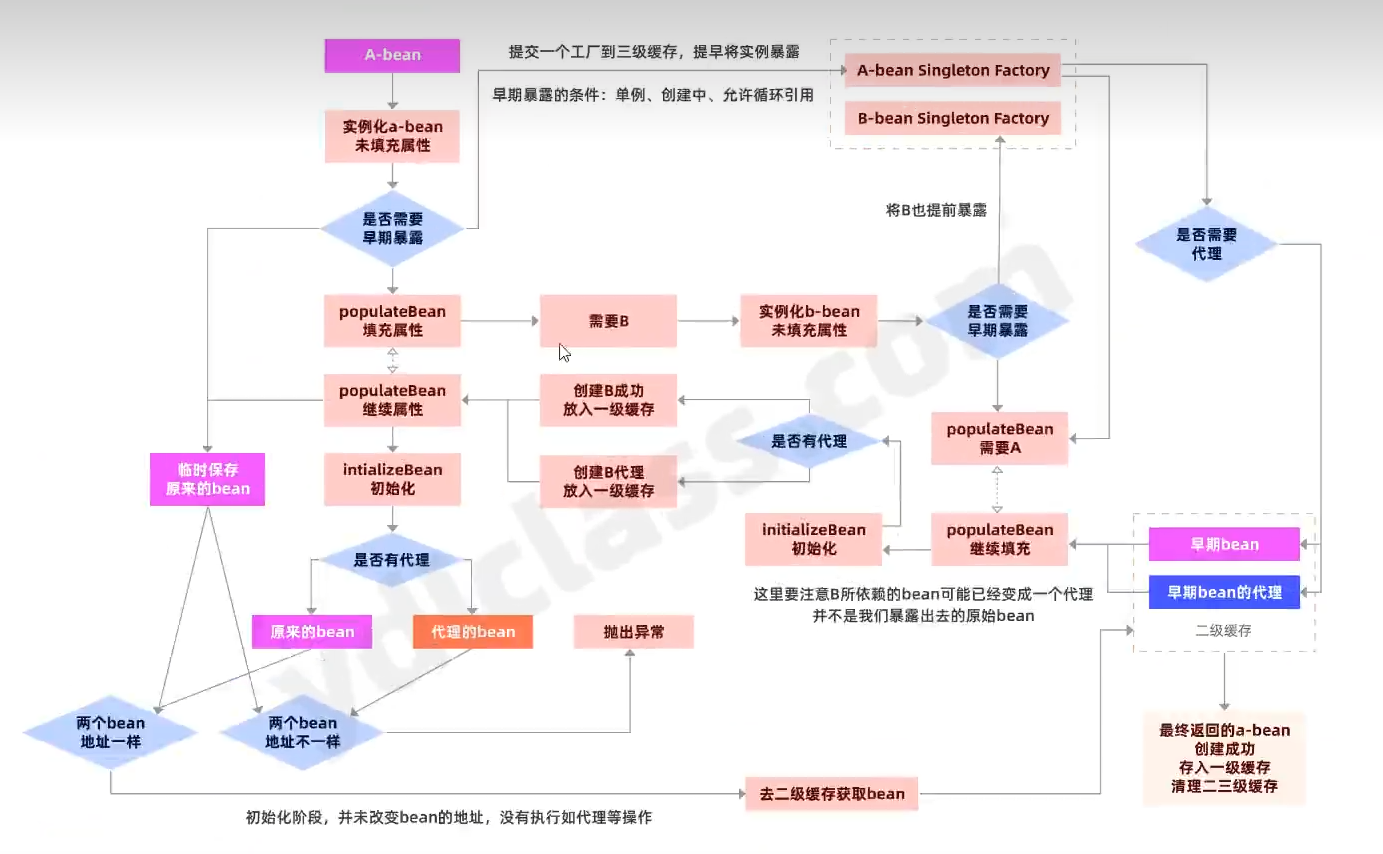 A-bean
提交一个工厂到三级缓存，提早将实例暴露
早期暴露的条件：单例、创建中、允许循环引用
A-bean Singleton Factory
B-bean Singleton Factory
实例化a-bean
未填充属性
是否需要
早期暴露
将B也提前暴露
是否需要
代理
populateBean
填充属性
需要B
实例化b-bean
未填充属性
是否需要
早期暴露
populateBean
继续属性
创建B成功
放入一级缓存
是否有代理
populateBean
需要A
临时保存
原来的bean
intializeBean
初始化
创建B代理
放入一级缓存
initializeBean
初始化
populateBean
继续填充
早期bean
早期bean的代理
二级缓存
是否有代理
这里要注意B所依赖的bean可能已经变成一个代理
并不是我们暴露出去的原始bean
原来的bean
代理的bean
抛出异常
两个bean
地址一样
两个bean
地址不一样
最终返回的a-bean
创建成功
存入一级缓存
清理二三级缓存
去二级缓存获取bean
初始化阶段，并未改变bean的地址，没有执行如代理等操作
ydlclass.com